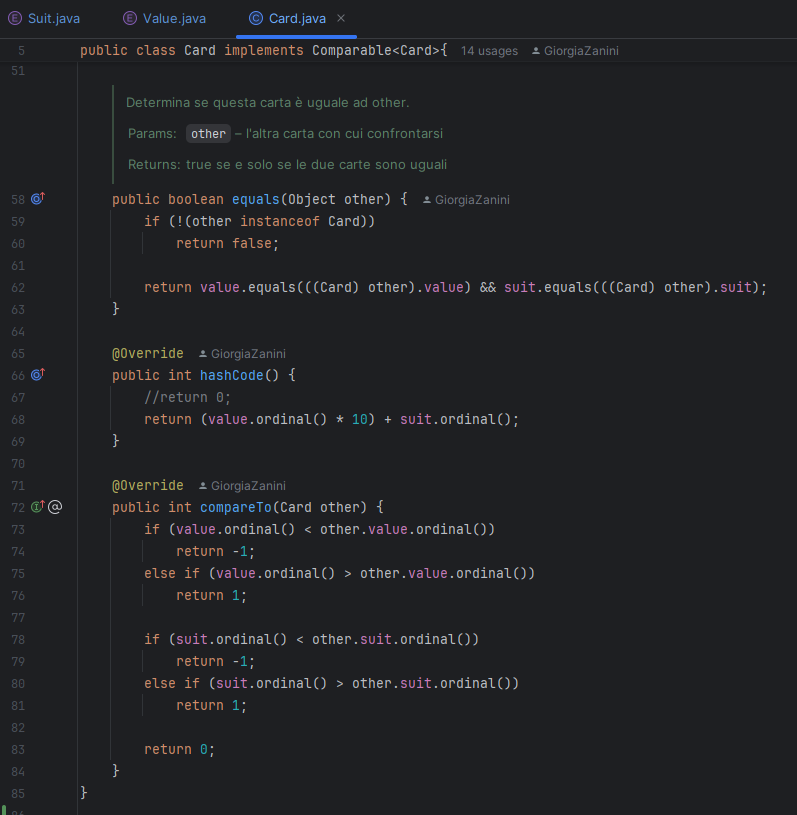 Suit.java Value.java Card.java
5 public class Card implements Comparable<Card>{ 14 usages GiorgiaZanini
51
Determina se questa carta è uguale ad other.
Params: other – l'altra carta con cui confrontarsi
Returns: true se e solo se le due carte sono uguali
58 public boolean equals(Object other) { GiorgiaZanini
59 if (!(other instanceof Card))
60 return false;
61
62 return value.equals(((Card) other).value) && suit.equals(((Card) other).suit);
63 }
64
65 @Override GiorgiaZanini
66 public int hashCode() {
67 //return 0;
68 return (value.ordinal() * 10) + suit.ordinal();
69 }
70
71 @Override GiorgiaZanini
72 public int compareTo(Card other) {
73 if (value.ordinal() < other.value.ordinal())
74 return -1;
75 else if (value.ordinal() > other.value.ordinal())
76 return 1;
77
78 if (suit.ordinal() < other.suit.ordinal())
79 return -1;
80 else if (suit.ordinal() > other.suit.ordinal())
81 return 1;
82
83 return 0;
84 }
85 }